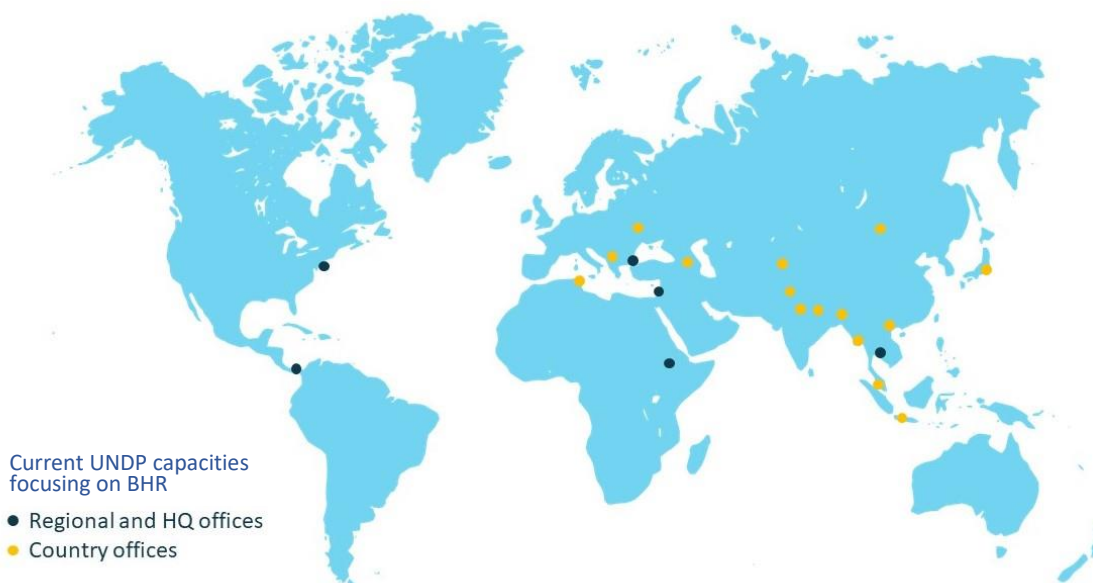 Current UNDP capacities
focusing on BHR
Regional and HQ offices
Country offices